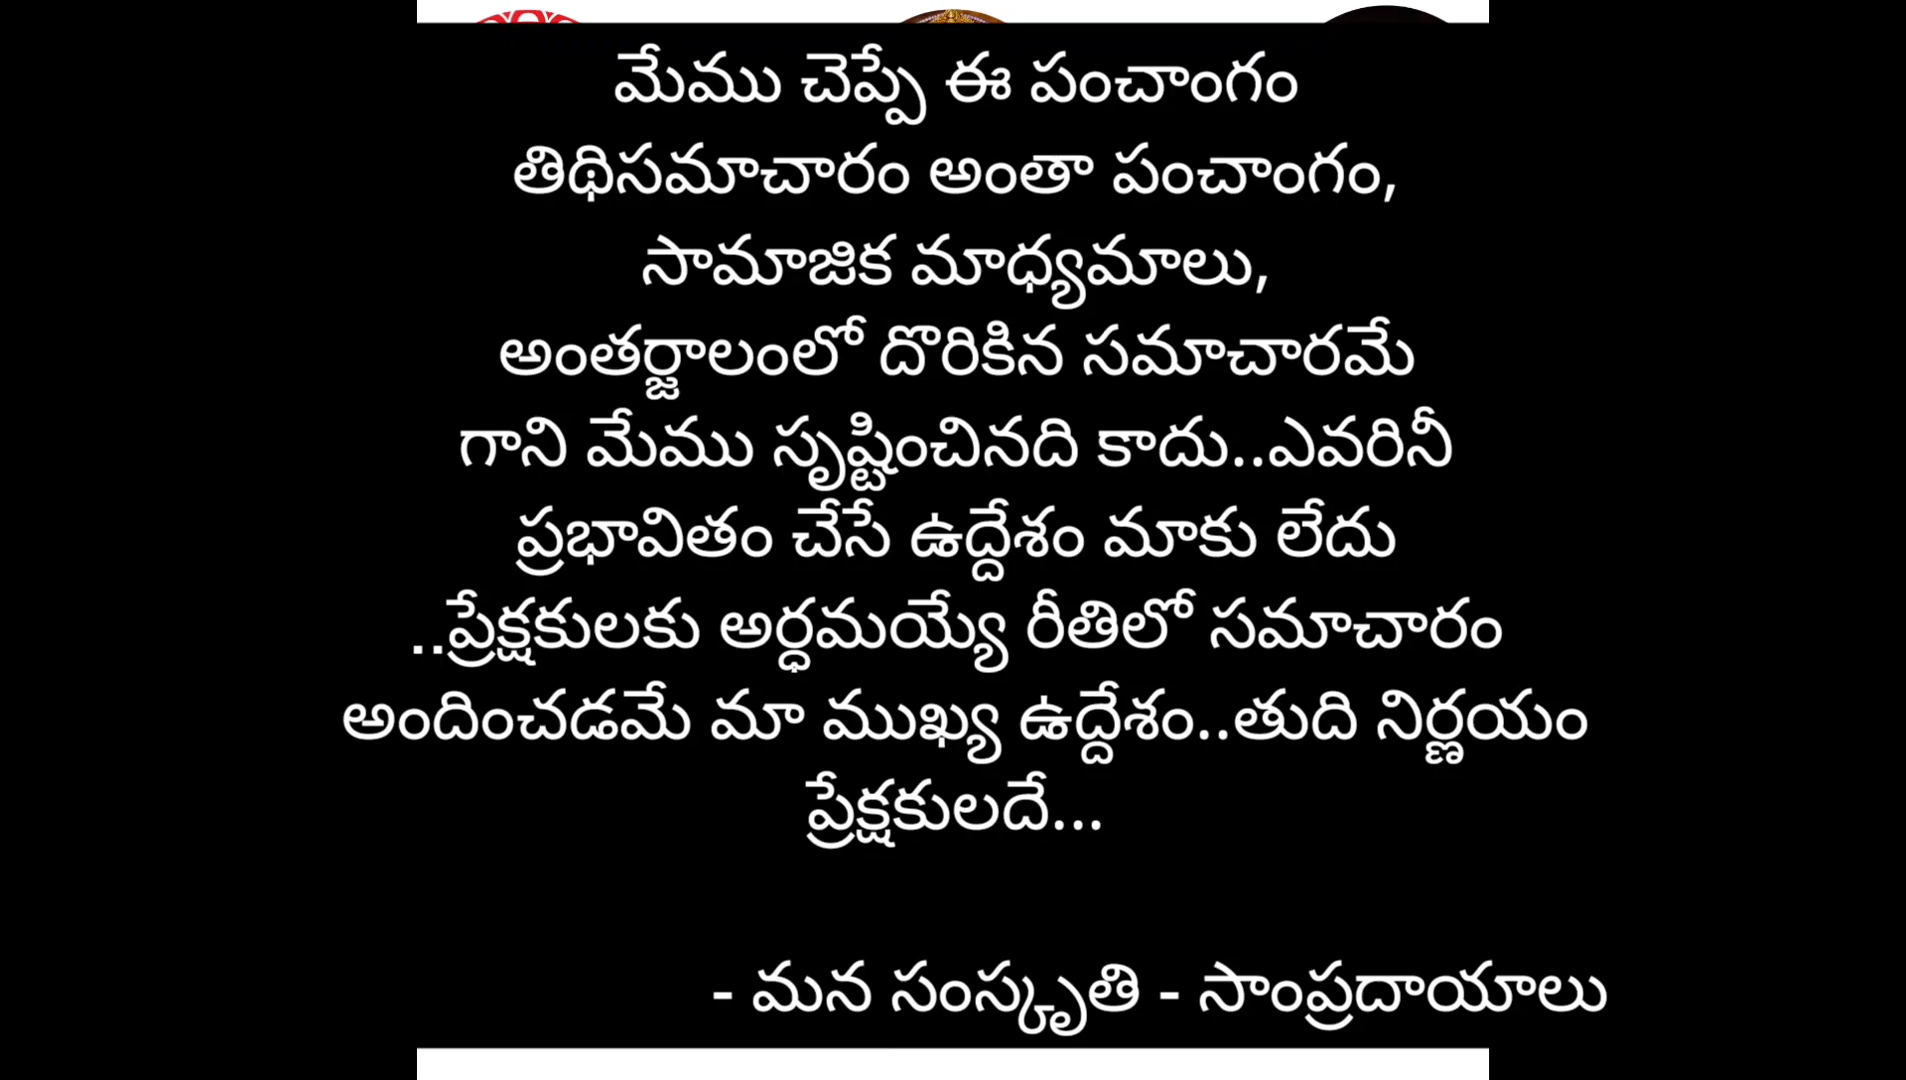 మేము చెప్పే ఈ పంచాంగం
తిథిసమాచారం అంతా పంచాంగం,
సామాజిక మాధ్యమాలు,
అంతర్జాలంలో దొరికిన సమాచారమే
గాని మేము సృష్టించినది కాదు..ఎవరినీ
ప్రభావితం చేసే ఉద్దేశం మాకు లేదు
..ప్రేక్షకులకు అర్ధమయ్యే రీతిలో సమాచారం
అందించడమే మా ముఖ్య ఉద్దేశం..తుది నిర్ణయం
ప్రేక్షకులదే...
- మన సంస్కృతి - సాంప్రదాయాలు